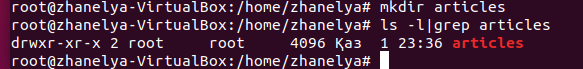 root@zhanelya-VirtualBox:/home/zhanelya# mkdir articles
root@zhanelya-VirtualBox:/home/zhanelya# ls -l|grep articles
drwxr-xr-x 2 root     root     4096 Қаз  1 23:36 articles
root@zhanelya-VirtualBox:/home/zhanelya#